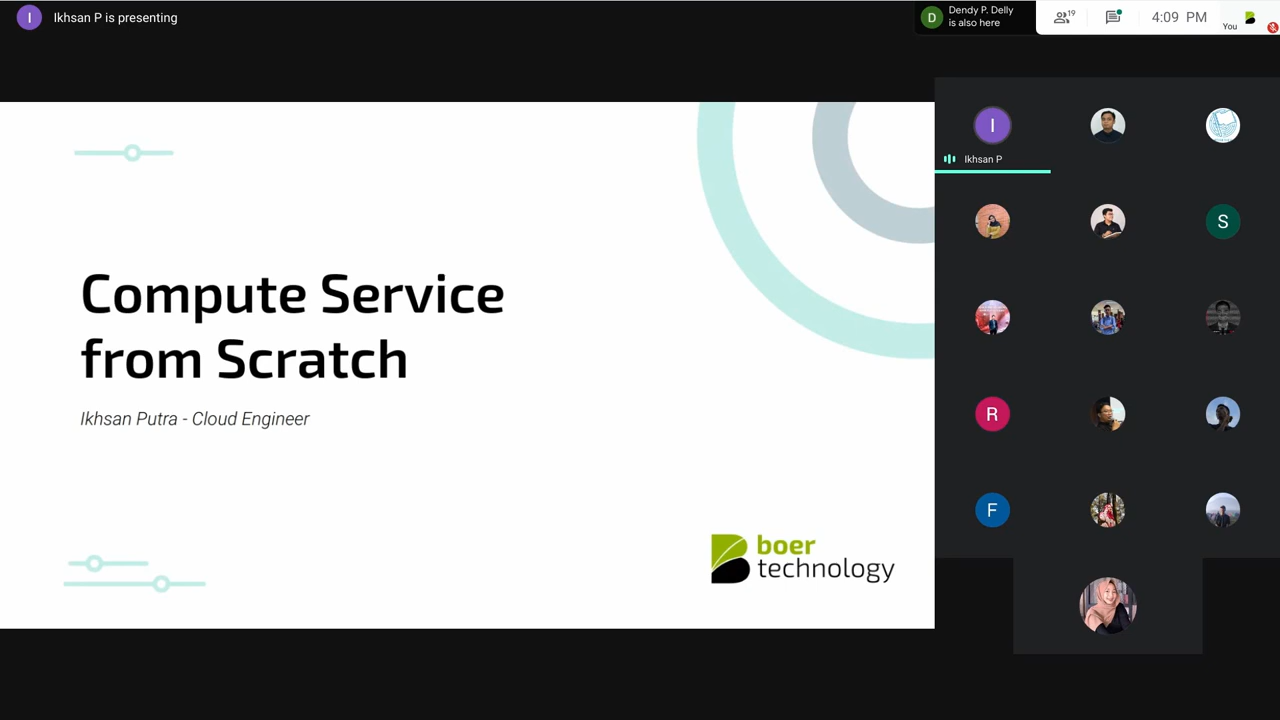 I
Ikhsan P is presenting
D
Dendy P. Delly
is also here
19
4:09 PM
You
Compute Service
from Scratch
Ikhsan Putra - Cloud Engineer
boer
technology
I
Ikhsan P
S
R
F